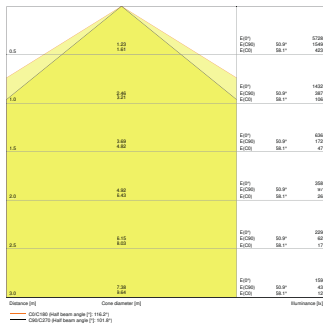 1.23
1.61
0.5
E(0°) 5728
E(C90) 50.9° 1549
E(C0) 58.1° 423
2.46
3.21
1.0
E(0°) 1432
E(C90) 50.9° 387
E(C0) 58.1° 106
3.69
4.82
1.5
E(0°) 636
E(C90) 50.9° 172
E(C0) 58.1° 47
4.92
6.43
2.0
E(0°) 358
E(C90) 50.9° 97
E(C0) 58.1° 26
6.15
8.03
2.5
E(0°) 229
E(C90) 50.9° 62
E(C0) 58.1° 17
7.38
9.64
3.0
E(0°) 159
E(C90) 50.9° 43
E(C0) 58.1° 12
Distance [m] Cone diameter [m] Illuminance [lx]
C0/C180 (Half beam angle [°]: 116.2°)
C90/C270 (Half beam angle [°]: 101.8°)